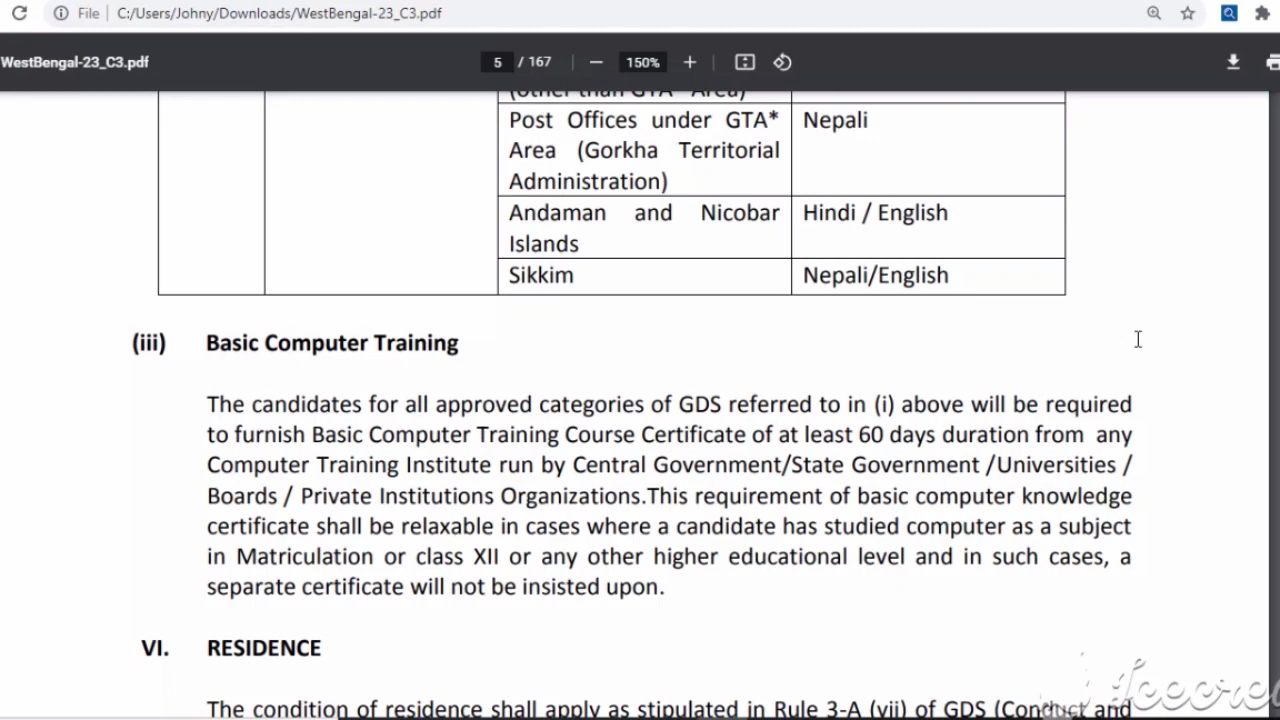 File C:/Users/Johny/Downloads/WestBengal-23_C3.pdf
WestBengal-23_C3.pdf
5 / 167
150%
(other than GTA Area)
Post Offices under GTA* Nepali
Area (Gorkha Territorial
Administration)
Andaman and Nicobar Hindi / English
Islands
Sikkim Nepali/English
(iii) Basic Computer Training
The candidates for all approved categories of GDS referred to in (i) above will be required
to furnish Basic Computer Training Course Certificate of at least 60 days duration from any
Computer Training Institute run by Central Government/State Government /Universities /
Boards / Private Institutions Organizations.This requirement of basic computer knowledge
certificate shall be relaxable in cases where a candidate has studied computer as a subject
in Matriculation or class XII or any other higher educational level and in such cases, a
separate certificate will not be insisted upon.
VI. RESIDENCE
The condition of residence shall apply as stipulated in Rule 3-A (vii) of GDS (Conduct and